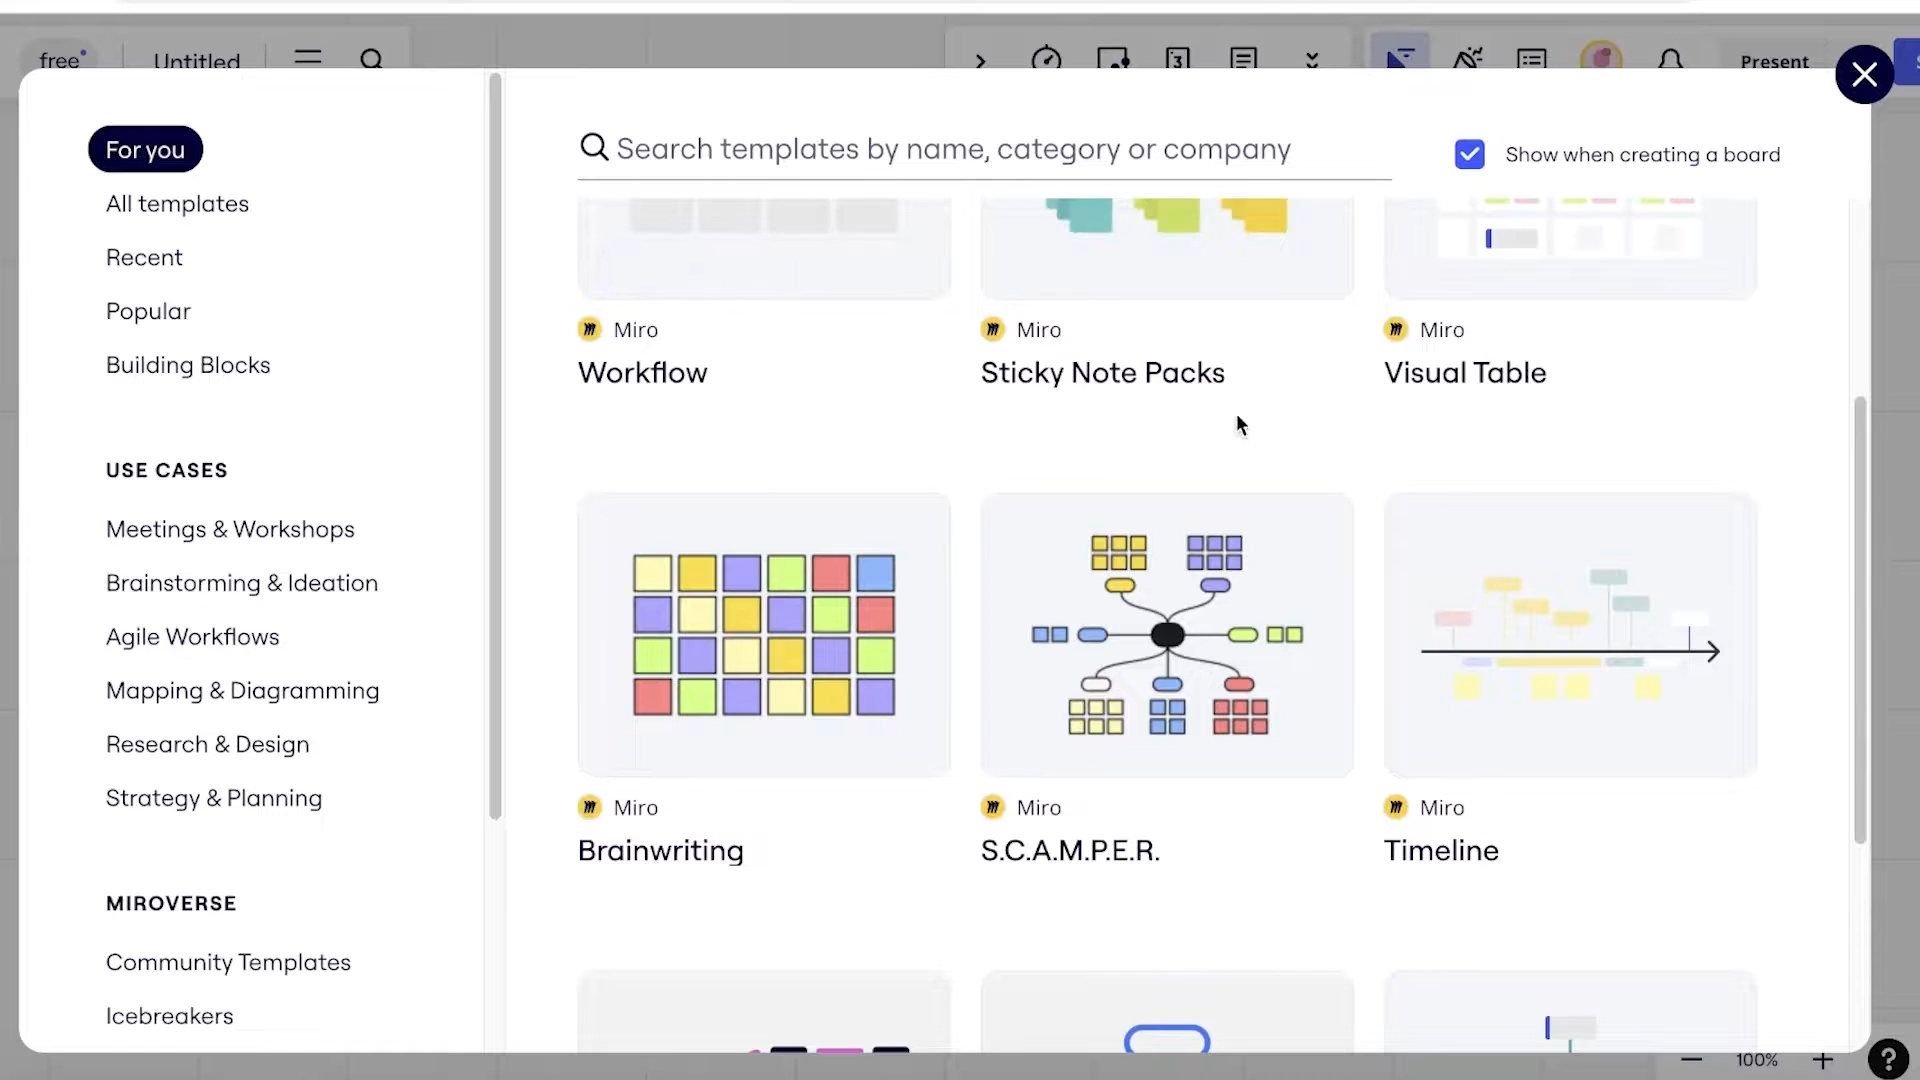 free
Untitled
3
Present
For you
All templates
Recent
Popular
Building Blocks
USE CASES
Meetings & Workshops
Brainstorming & Ideation
Agile Workflows
Mapping & Diagramming
Research & Design
Strategy & Planning
MIROVERSE
Community Templates
Icebreakers
Search templates by name, category or company
Show when creating a board
Miro
Workflow
Miro
Sticky Note Packs
Miro
Visual Table
Miro
Brainwriting
Miro
S.C.A.M.P.E.R.
Miro
Timeline
100%
?